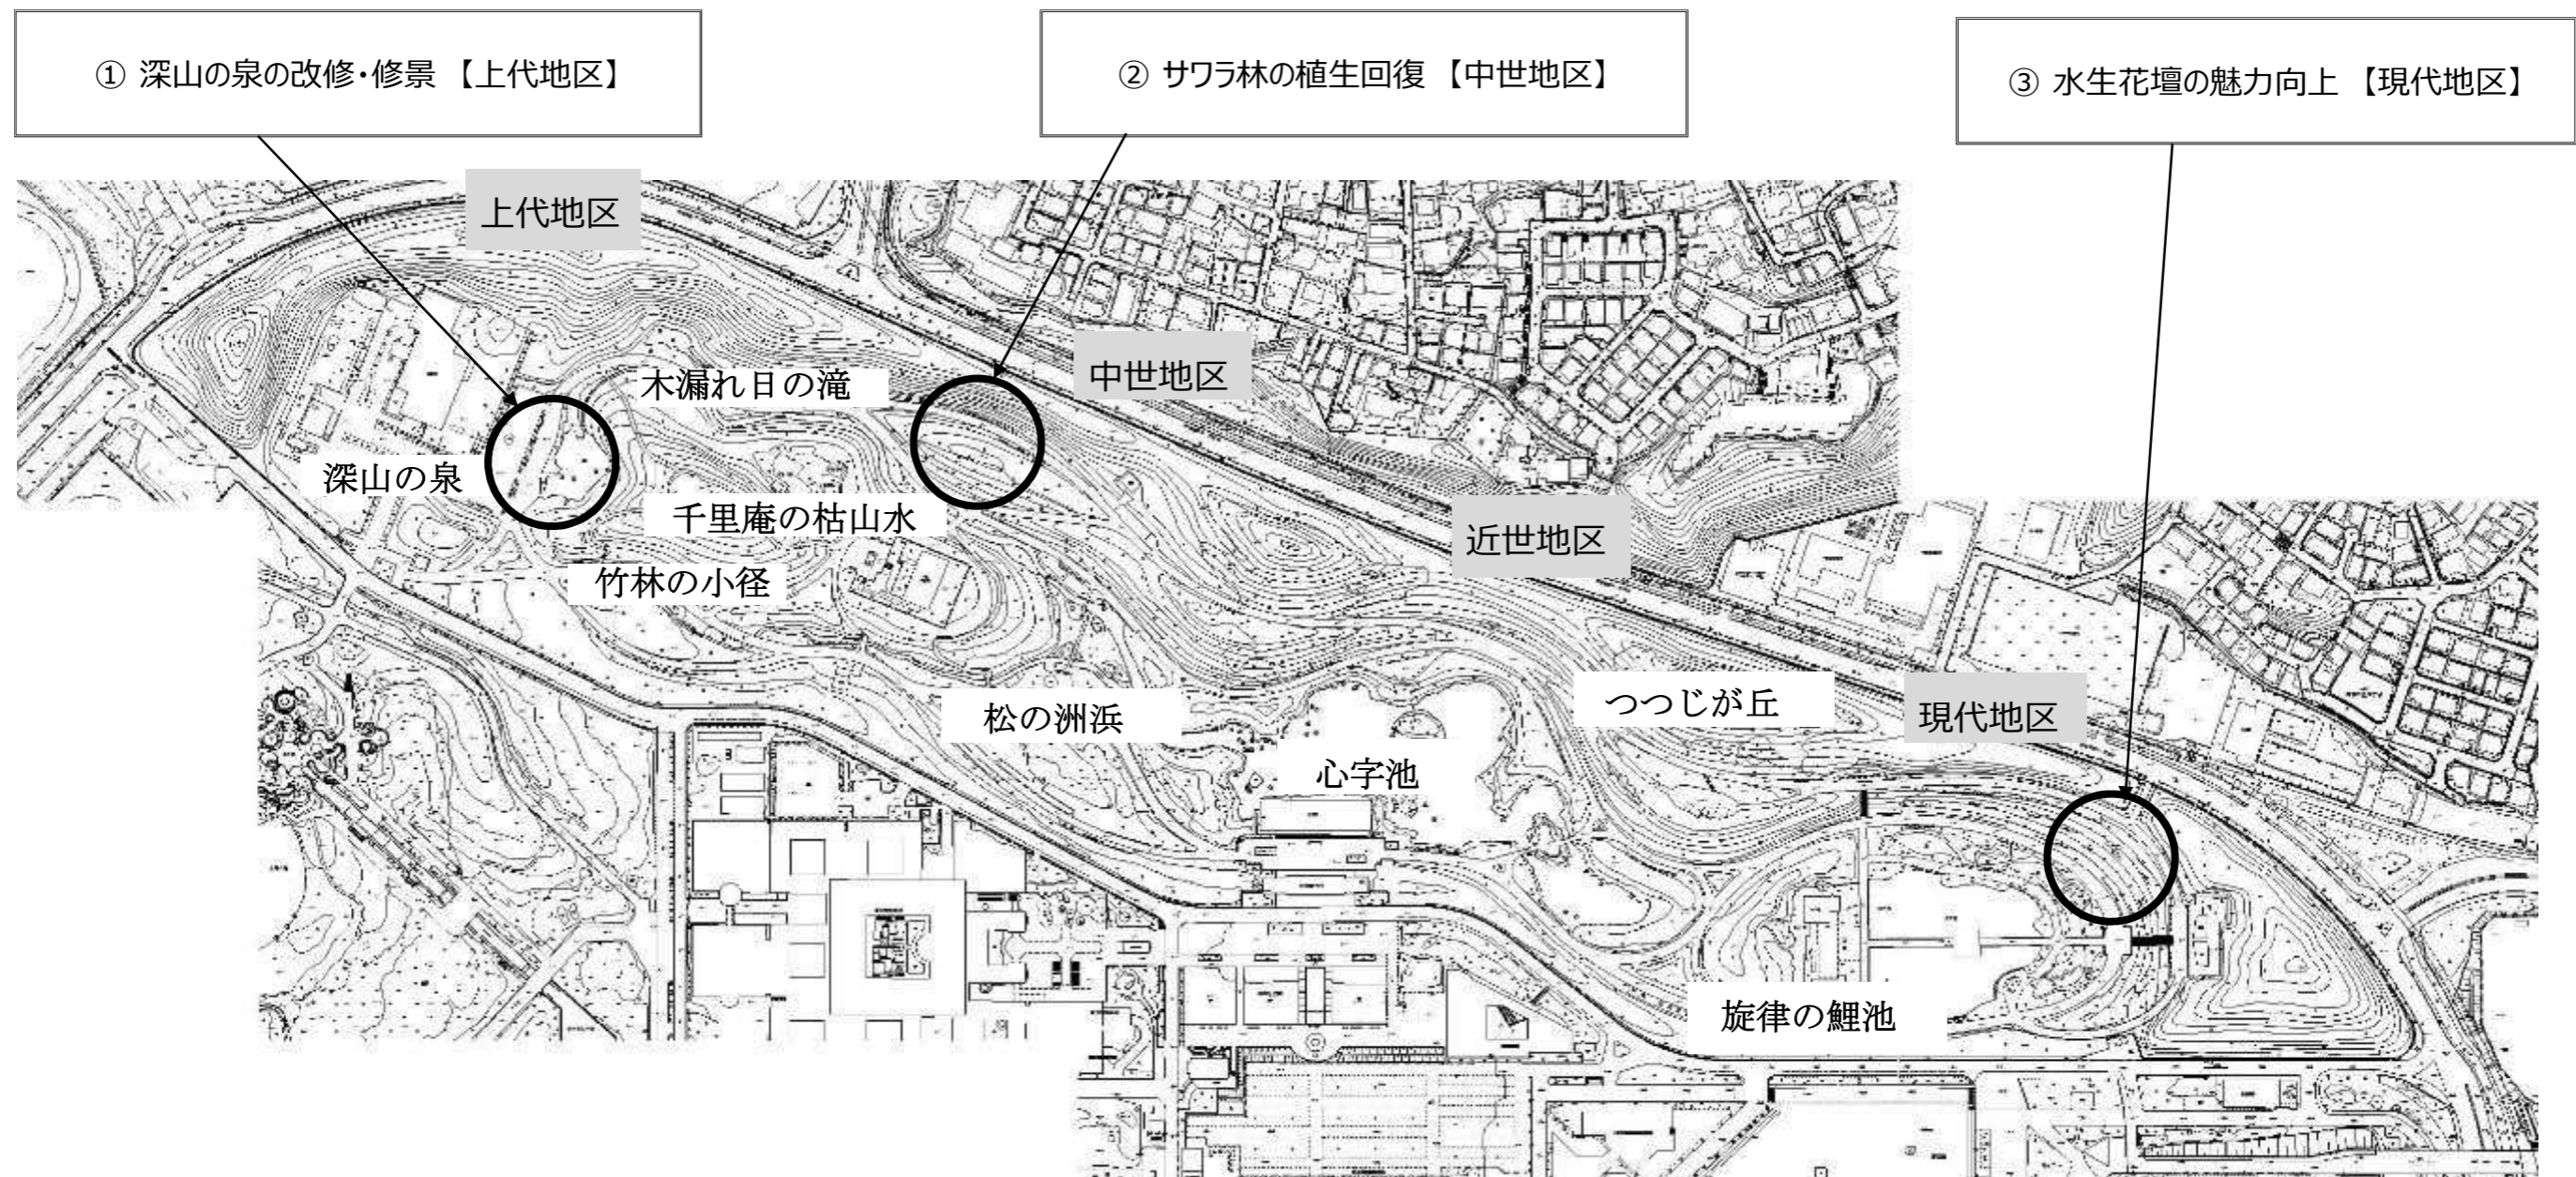 ① 深山の泉の改修・修景 【上代地区】
② サワラ林の植生回復 【中世地区】
③ 水生花壇の魅力向上 【現代地区】
上代地区
中世地区
木漏れ日の滝
深山の泉
千里庵の枯山水
近世地区
竹林の小径
つつじが丘
松の洲浜
現代地区
心字池
旋律の鯉池